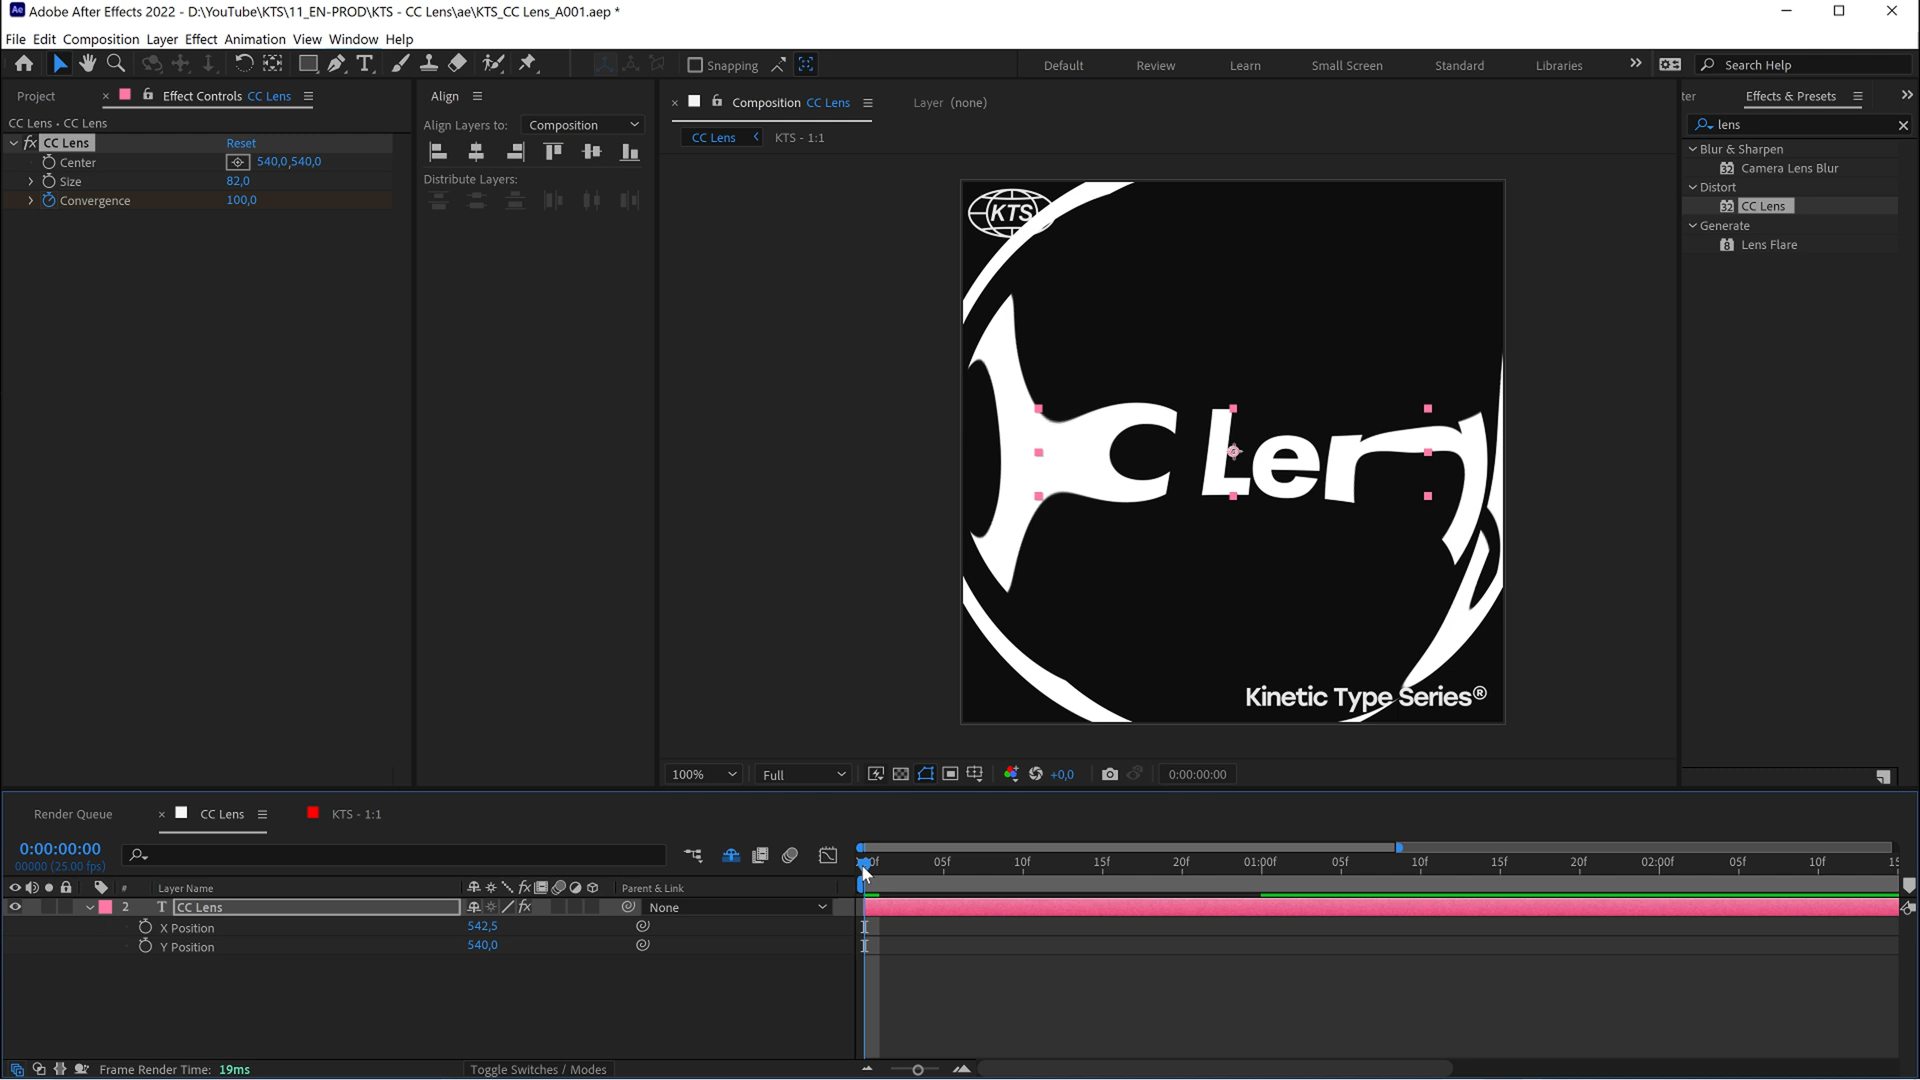 Adobe After Effects 2022 - D:\YouTube\KTS\11_EN-PROD\KTS - CC Lens\ae\KTS_CC Lens_A001.aep *
File Edit Composition Layer Effect Animation View Window Help
Snapping
Default Review Learn Small Screen Standard Libraries
Search Help
Project
Effect Controls CC Lens
CC Lens • CC Lens
fx CC Lens Reset
Center 540,0,540,0
Size 82,0
Convergence 100,0
Align
Align Layers to: Composition
Distribute Layers:
Composition CC Lens
Layer (none)
CC Lens
KTS - 1:1
KTS
C Len
Kinetic Type Series®
100%
Full
+0,0
0:00:00:00
Effects & Presets
lens
Blur & Sharpen
32 Camera Lens Blur
Distort
32 CC Lens
Generate
8 Lens Flare
Render Queue
CC Lens
KTS - 1:1
0:00:00:00
00000 (25.00 fps)
05f 10f 15f 20f 01:00f 05f 10f 15f 20f 02:00f 05f 10f
# Layer Name
Parent & Link
2 T CC Lens
fx
None
X Position 542,5
Y Position 540,0
Frame Render Time: 19ms
Toggle Switches / Modes